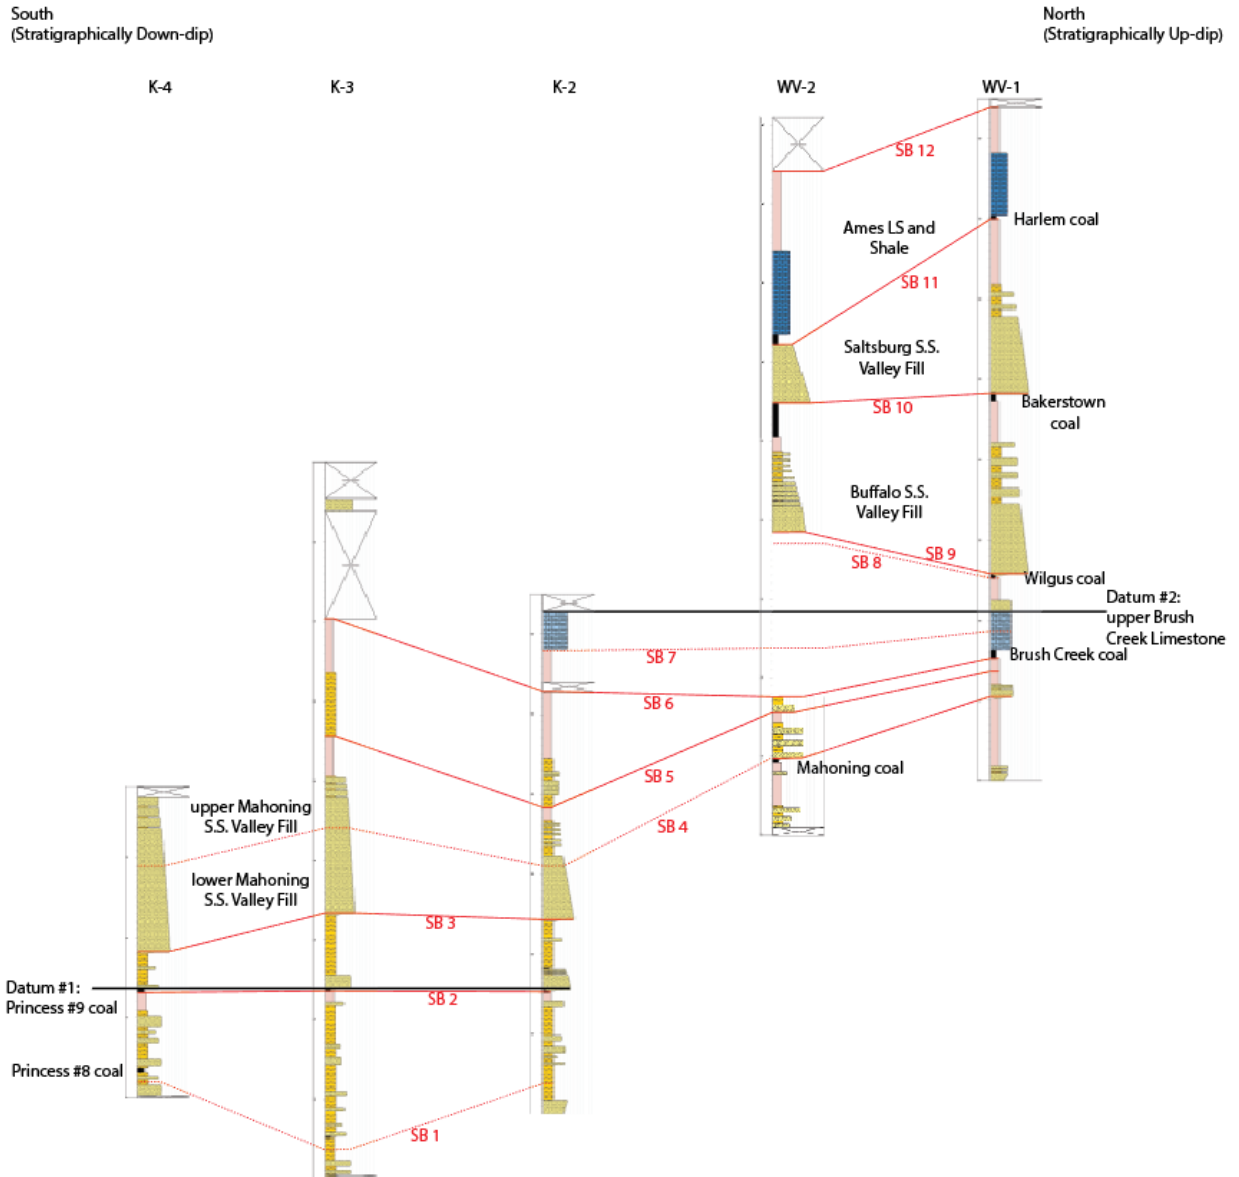 South
(Stratigraphically Down-dip)
North
(Stratigraphically Up-dip)
K-4
K-3
K-2
WV-2
WV-1
SB 12
Ames LS and
Shale
Harlem coal
SB 11
Saltsburg S.S.
Valley Fill
SB 10
Bakerstown
coal
Buffalo S.S.
Valley Fill
SB 9
SB 8
Wilgus coal
Datum #2:
upper Brush
Creek Limestone
SB 7
Brush Creek coal
SB 6
SB 5
Mahoning coal
upper Mahoning
S.S. Valley Fill
SB 4
lower Mahoning
S.S. Valley Fill
SB 3
Datum #1:
Princess #9 coal
SB 2
Princess #8 coal
SB 1